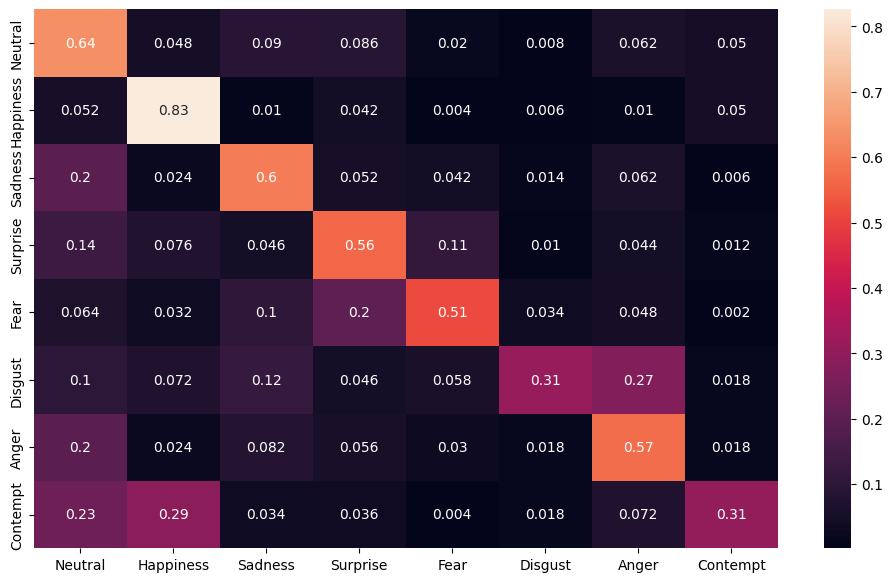 Neutral 0.64 0.048 0.09 0.086 0.02 0.008 0.062 0.05
Happiness 0.052 0.83 0.01 0.042 0.004 0.006 0.01 0.05
Sadness 0.2 0.024 0.6 0.052 0.042 0.014 0.062 0.006
Surprise 0.14 0.076 0.046 0.56 0.11 0.01 0.044 0.012
Fear 0.064 0.032 0.1 0.2 0.51 0.034 0.048 0.002
Disgust 0.1 0.072 0.12 0.046 0.058 0.31 0.27 0.018
Anger 0.2 0.024 0.082 0.056 0.03 0.018 0.57 0.018
Contempt 0.23 0.29 0.034 0.036 0.004 0.018 0.072 0.31
Neutral Happiness Sadness Surprise Fear Disgust Anger Contempt
0.8
0.7
0.6
0.5
0.4
0.3
0.2
0.1